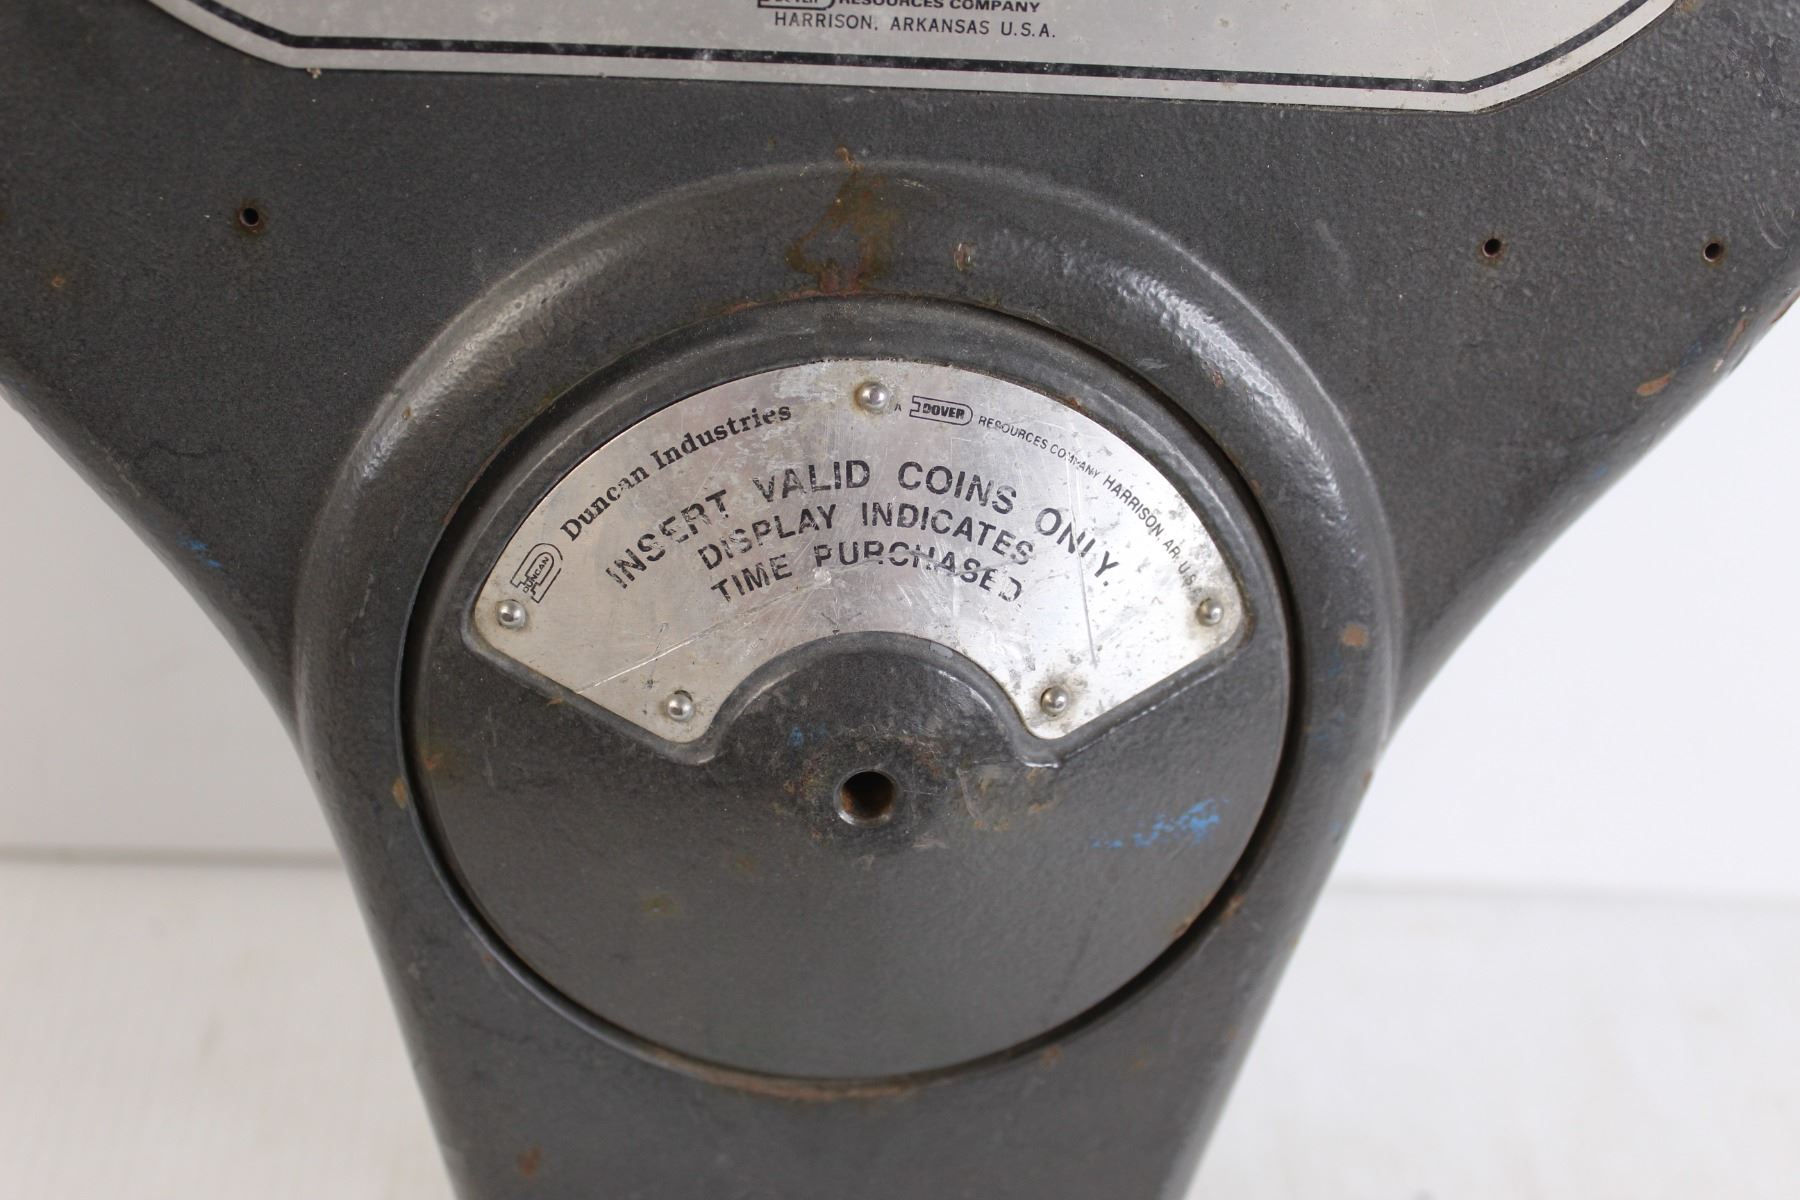 RESOURCES COMPANY
HARRISON, ARKANSAS U.S.A.
DUNCAN Duncan Industries
A DOVER RESOURCES COMPANY HARRISON AR. U.S.A.
INSERT VALID COINS ONLY.
DISPLAY INDICATES
TIME PURCHASED